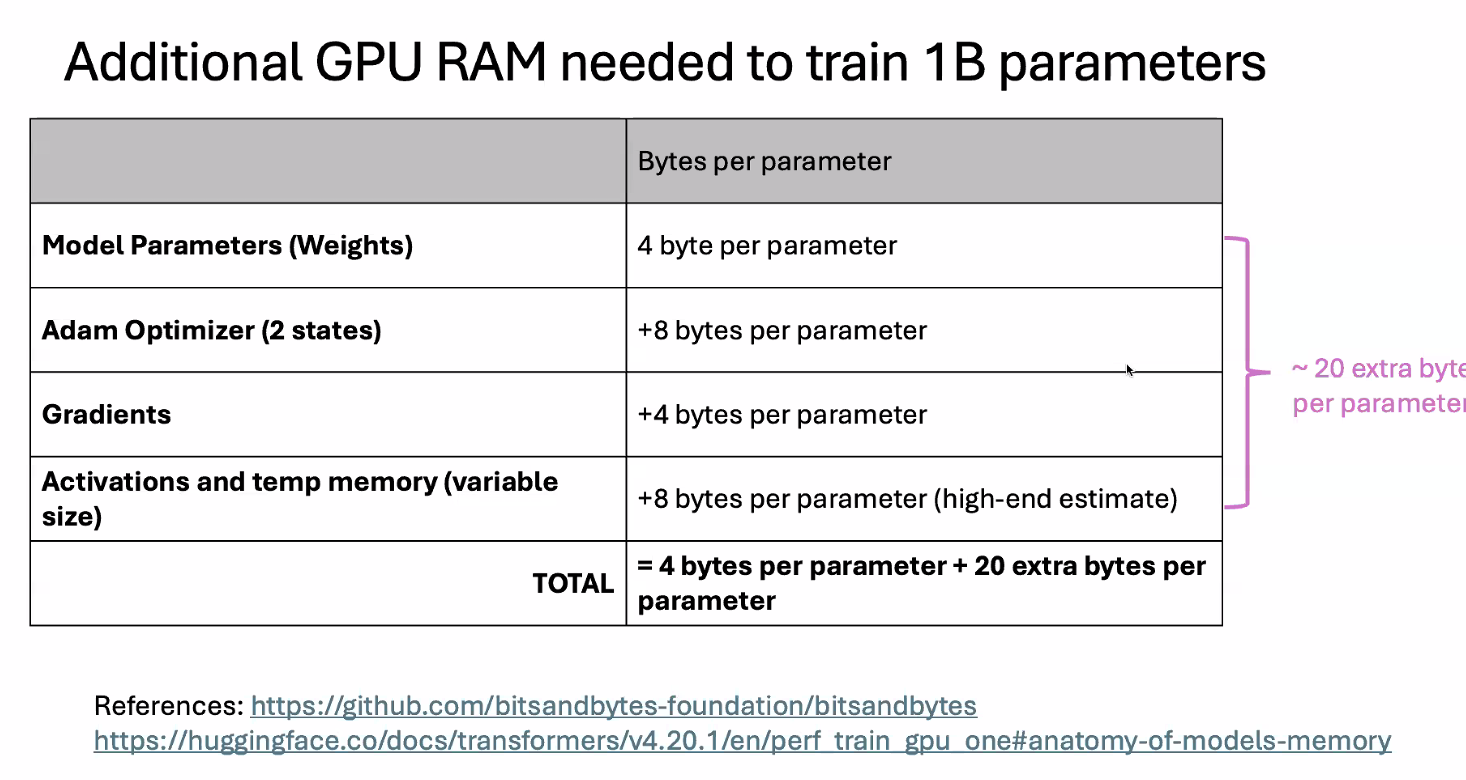 Additional GPU RAM needed to train 1B parameters
Bytes per parameter
Model Parameters (Weights)
4 byte per parameter
Adam Optimizer (2 states)
+8 bytes per parameter
Gradients
+4 bytes per parameter
Activations and temp memory (variable
size)
+8 bytes per parameter (high-end estimate)
~ 20 extra byte
per parameter
TOTAL
= 4 bytes per parameter + 20 extra bytes per
parameter
References: https://github.com/bitsandbytes-foundation/bitsandbytes
https://huggingface.co/docs/transformers/v4.20.1/en/perf_train_gpu_one#anatomy-of-models-memory